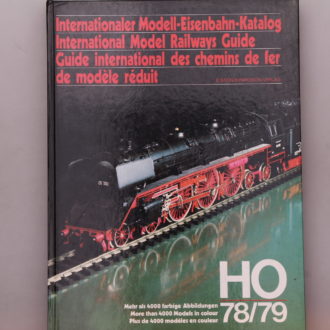 Internationaler Modell-Eisenbahn-Katalog
International Model Railways Guide
Guide international des chemins de fer
de modèle réduit
HO
78/79
Mehr als 4000 farbige Abbildungen
More than 4000 Models in colour
Plus de 4000 modèles en couleur